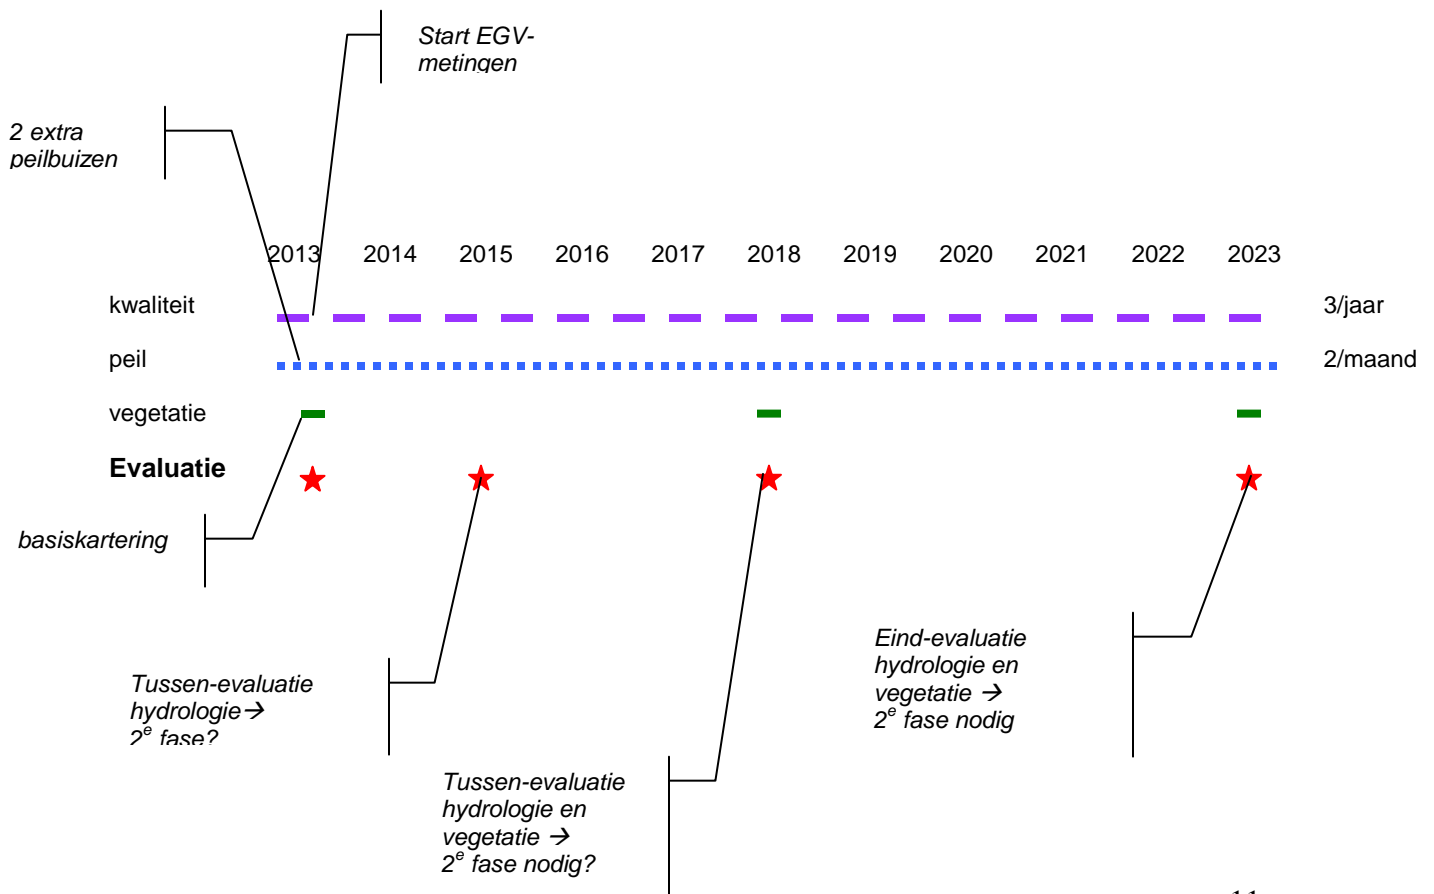 Start EGV-
metingen
2 extra
peilbuizen
2013 2014 2015 2016 2017 2018 2019 2020 2021 2022 2023
kwaliteit 3/jaar
peil 2/maand
vegetatie
Evaluatie
basiskartering
Eind-evaluatie
hydrologie en
vegetatie →
2e fase nodig
Tussen-evaluatie
hydrologie→
2e fase?
Tussen-evaluatie
hydrologie en
vegetatie →
2e fase nodig?